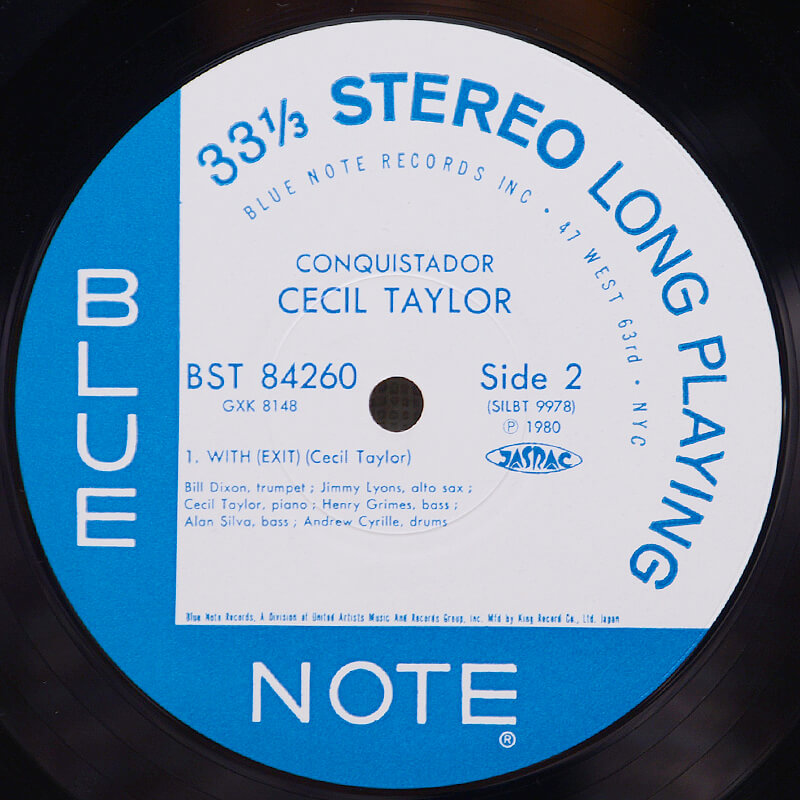 33⅓ STEREO LONG PLAYING
BLUE NOTE RECORDS INC • 47 WEST 63rd • NYC
CONQUISTADOR
CECIL TAYLOR
BST 84260
Side 2
GXK 8148
(SILBT 9978)
Ⓟ 1980
1. WITH (EXIT) (Cecil Taylor)
JASRAC
Bill Dixon, trumpet ; Jimmy Lyons, alto sax ;
Cecil Taylor, piano ; Henry Grimes, bass ;
Alan Silva, bass ; Andrew Cyrille, drums
Blue Note Records, A Division of United Artists Music And Records Group, Inc. Mfd by King Record Co., Ltd. Japan
BLUE
NOTE
®